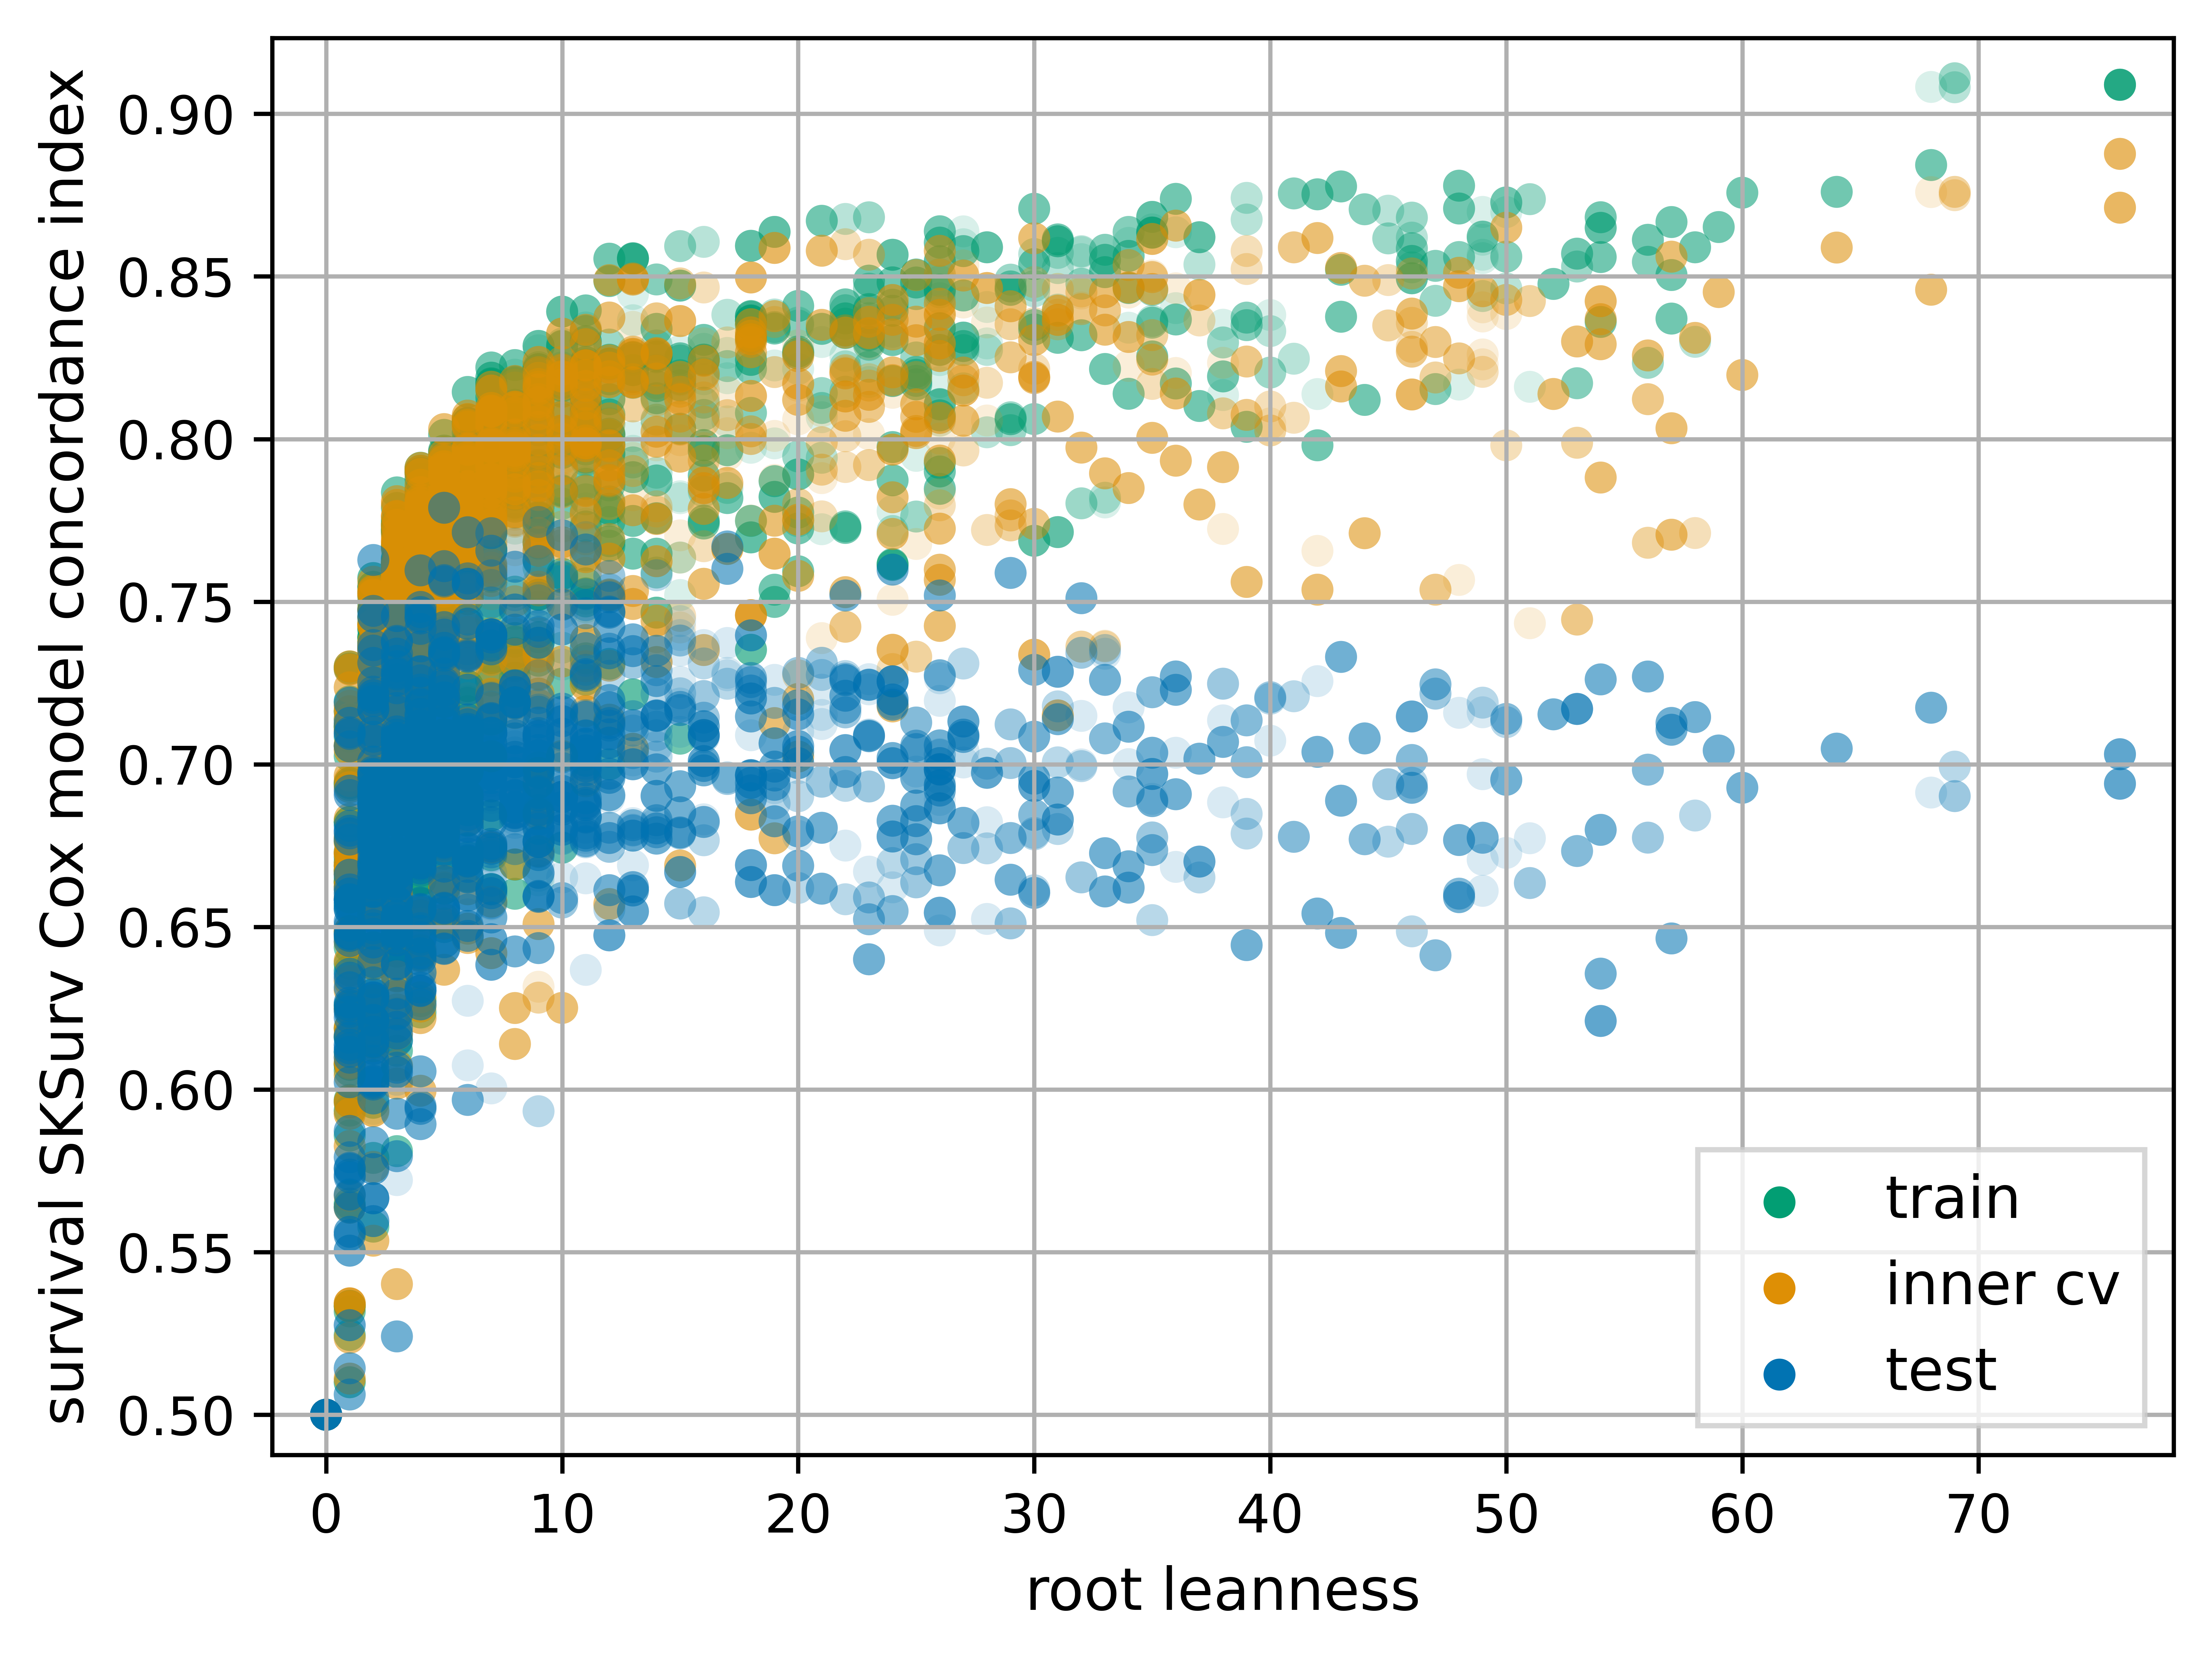 survival SKSurv Cox model concordance index
0.90
0.85
0.80
0.75
0.70
0.65
0.60
0.55
0.50
train
inner cv
test
0 10 20 30 40 50 60 70
root leanness